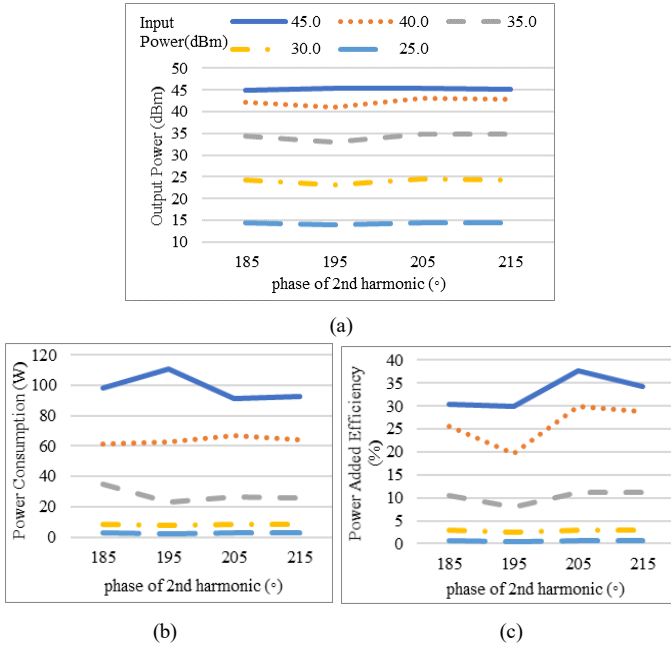 Input Power(dBm)
45.0
40.0
35.0
30.0
25.0
Output Power (dBm)
50
45
40
35
30
25
20
15
10
185 195 205 215
phase of 2nd harmonic (∘)
(a)
Power Consumption (W)
120
100
80
60
40
20
0
185 195 205 215
phase of 2nd harmonic (∘)
(b)
Power Added Efficiency (%)
40
35
30
25
20
15
10
5
0
185 195 205 215
phase of 2nd harmonic (∘)
(c)